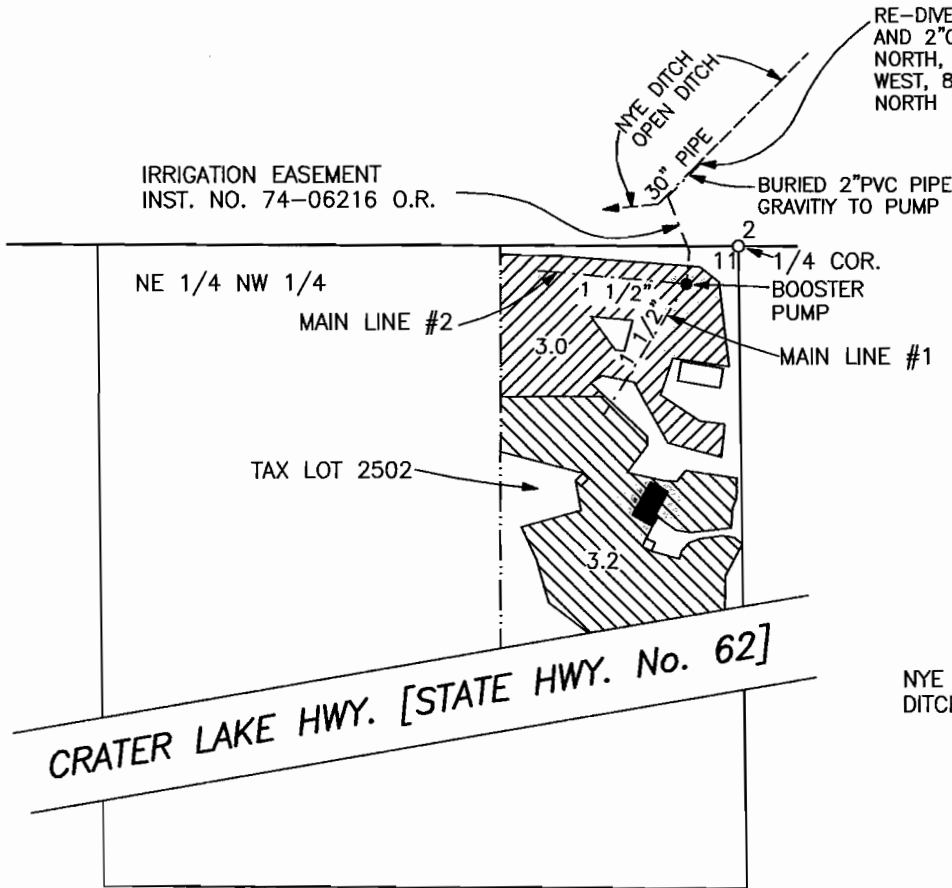 RE-DIVE
AND 2"
NORTH,
WEST, 8
NORTH
NYE DITCH
OPEN DITCH
30" PIPE
IRRIGATION EASEMENT
INST. NO. 74-06216 O.R.
BURIED 2"PVC PIPE
GRAVITIY TO PUMP
2
11
1/4 COR.
NE 1/4 NW 1/4
BOOSTER
PUMP
MAIN LINE #2
1 1/2"
1 1/2"
MAIN LINE #1
3.0
TAX LOT 2502
3.2
CRATER LAKE HWY. [STATE HWY. No. 62]
NYE
DITC